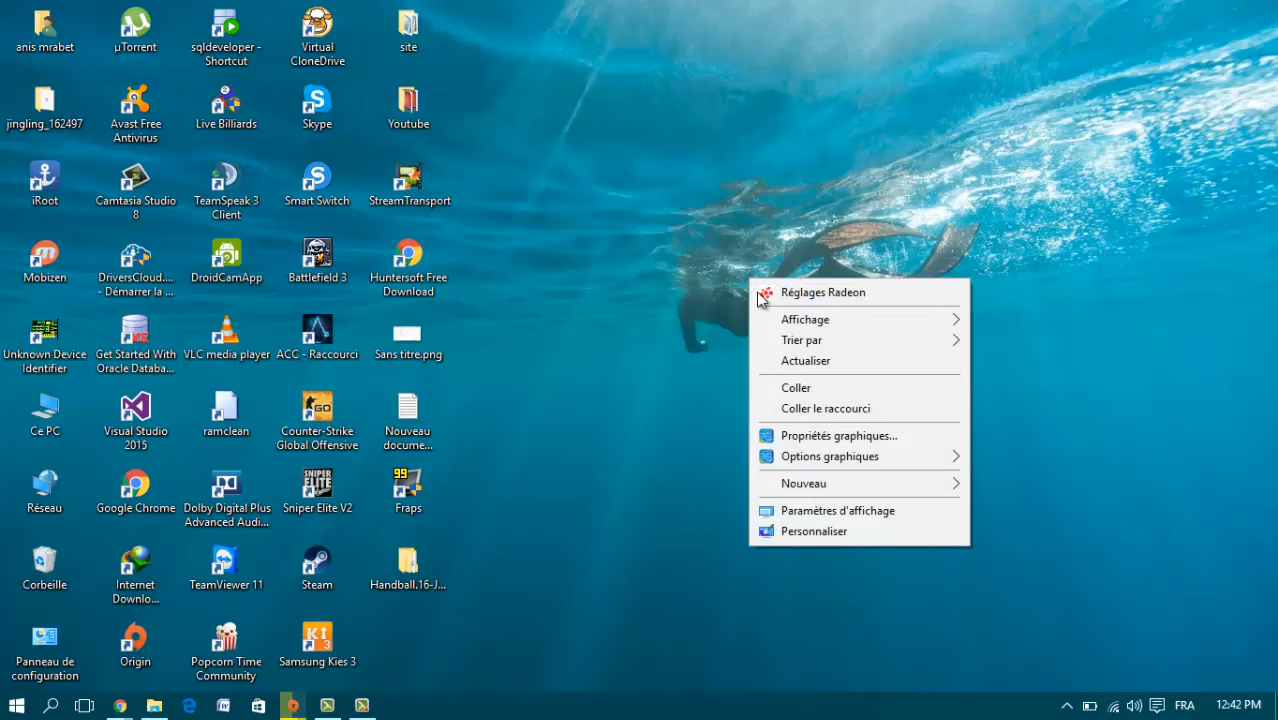 anis mrabet
µTorrent
sqldeveloper -
Shortcut
Virtual
CloneDrive
site
jingling_162497
Avast Free
Antivirus
Live Billiards
Skype
Youtube
iRoot
Camtasia Studio
8
TeamSpeak 3
Client
Smart Switch
StreamTransport
Mobizen
DriversCloud....
- Démarrer la ...
DroidCamApp
Battlefield 3
Huntersoft Free
Download
Unknown Device
Identifier
Get Started With
Oracle Databa...
VLC media player
ACC - Raccourci
Sans titre.png
Ce PC
Visual Studio
2015
ramclean
Counter-Strike
Global Offensive
Nouveau
docume...
Réseau
Google Chrome
Dolby Digital Plus
Advanced Audi...
SNIPER
ELITE
Sniper Elite V2
99
Fraps
Corbeille
Internet
Downlo...
TeamViewer 11
Steam
Handball.16-J...
Panneau de
configuration
Origin
Popcorn Time
Community
Ki
3
Samsung Kies 3
Réglages Radeon
Affichage
Trier par
Actualiser
Coller
Coller le raccourci
Propriétés graphiques...
Options graphiques
Nouveau
Paramètres d'affichage
Personnaliser
FRA
12:42 PM